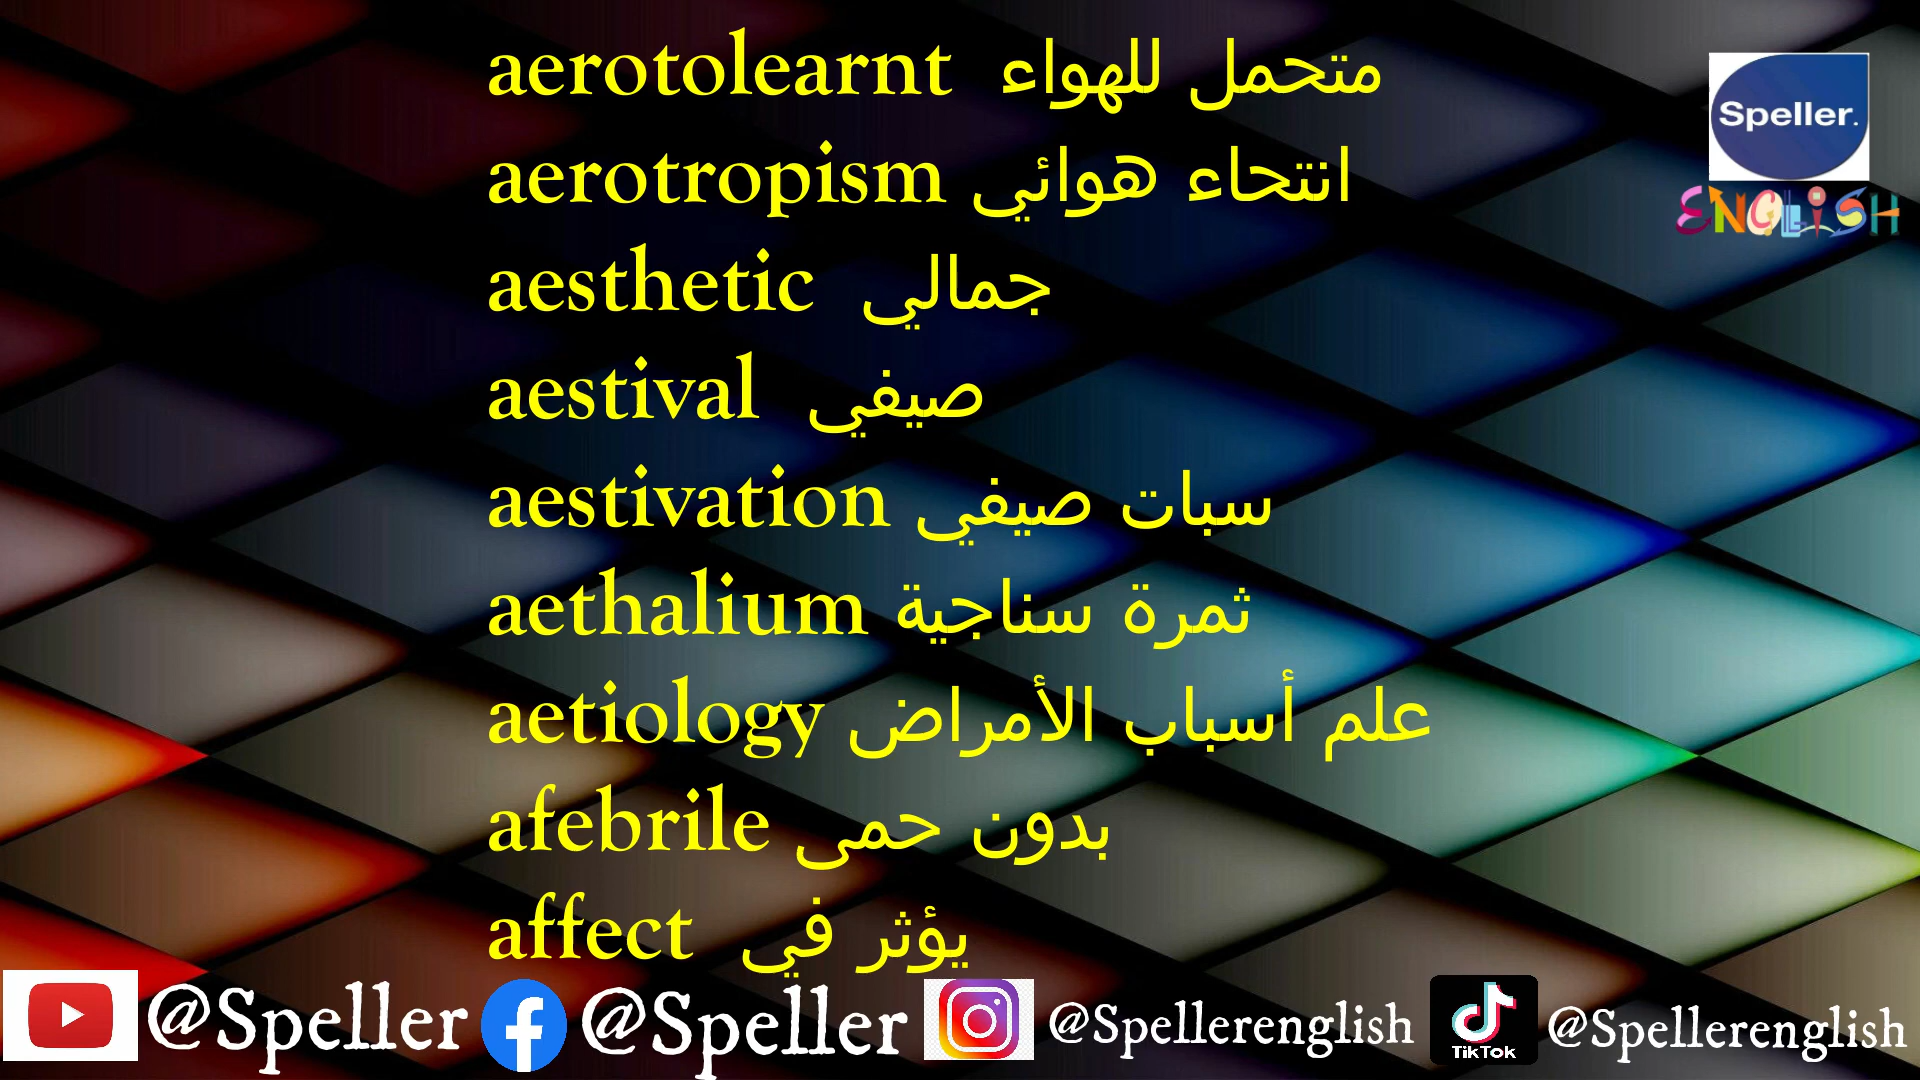 aerotolearnt متحمل للهواء
Speller.
ENGLISH
aerotropism انتحاء هوائي
aesthetic جمالي
aestival صيفي
aestivation سبات صيفي
aethalium ثمرة سناجية
aetiology علم أسباب الأمراض
afebrile بدون حمى
affect يؤثر في
@Speller @Speller @Spellerenglish TikTok @Spellerenglish